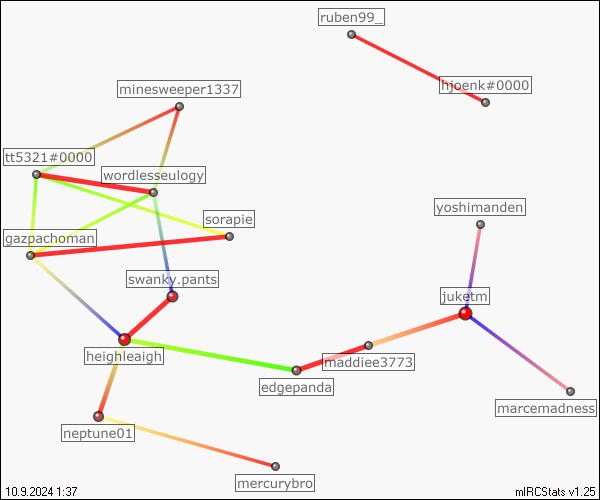 ruben99_
hjoenk#0000
minesweeper1337
tt5321#0000
wordlesseulogy
sorapie
yoshimanden
gazpachoman
swanky.pants
juketm
heighleaigh
maddiee3773
edgepanda
marcemadness
neptune01
mercurybro
10.9.2024 1:37
mIRCStats v1.25